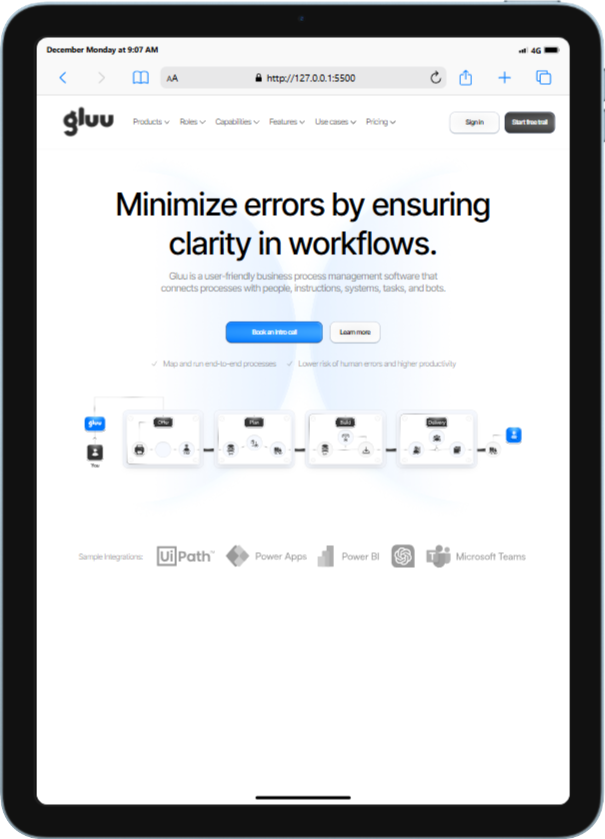 December Monday at 9:07 AM
4G
AA
http://127.0.0.1:5500
gluu
Products
Roles
Capabilities
Features
Use cases
Pricing
Sign in
Start free trail
Minimize errors by ensuring
clarity in workflows.
Gluu is a user-friendly business process management software that
connects processes with people, instructions, systems, tasks, and bots.
Book an intro call
Learn more
Map and run end-to-end processes
Lower risk of human errors and higher productivity
gluu
You
Offer
Plan
Build
Delivery
Sample Integrations:
Ui Path™
Power Apps
Power BI
Microsoft Teams